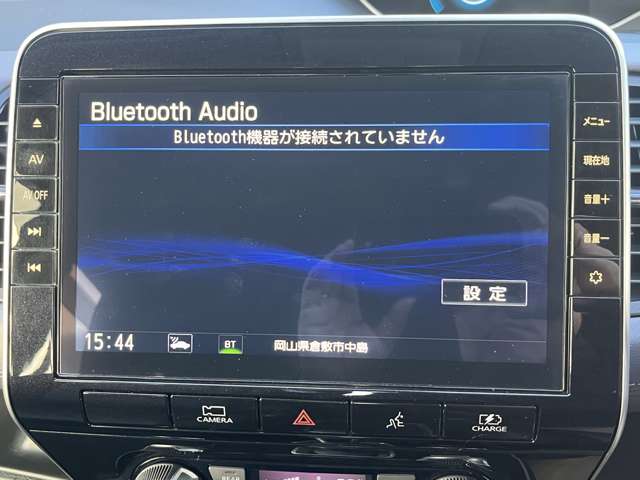 Bluetooth Audio
Bluetooth機器が接続されていません
設定
15:44
BT
岡山県倉敷市中島
AV
AV OFF
メニュー
現在地
音量＋
音量－
CAMERA
CHARGE
REAR